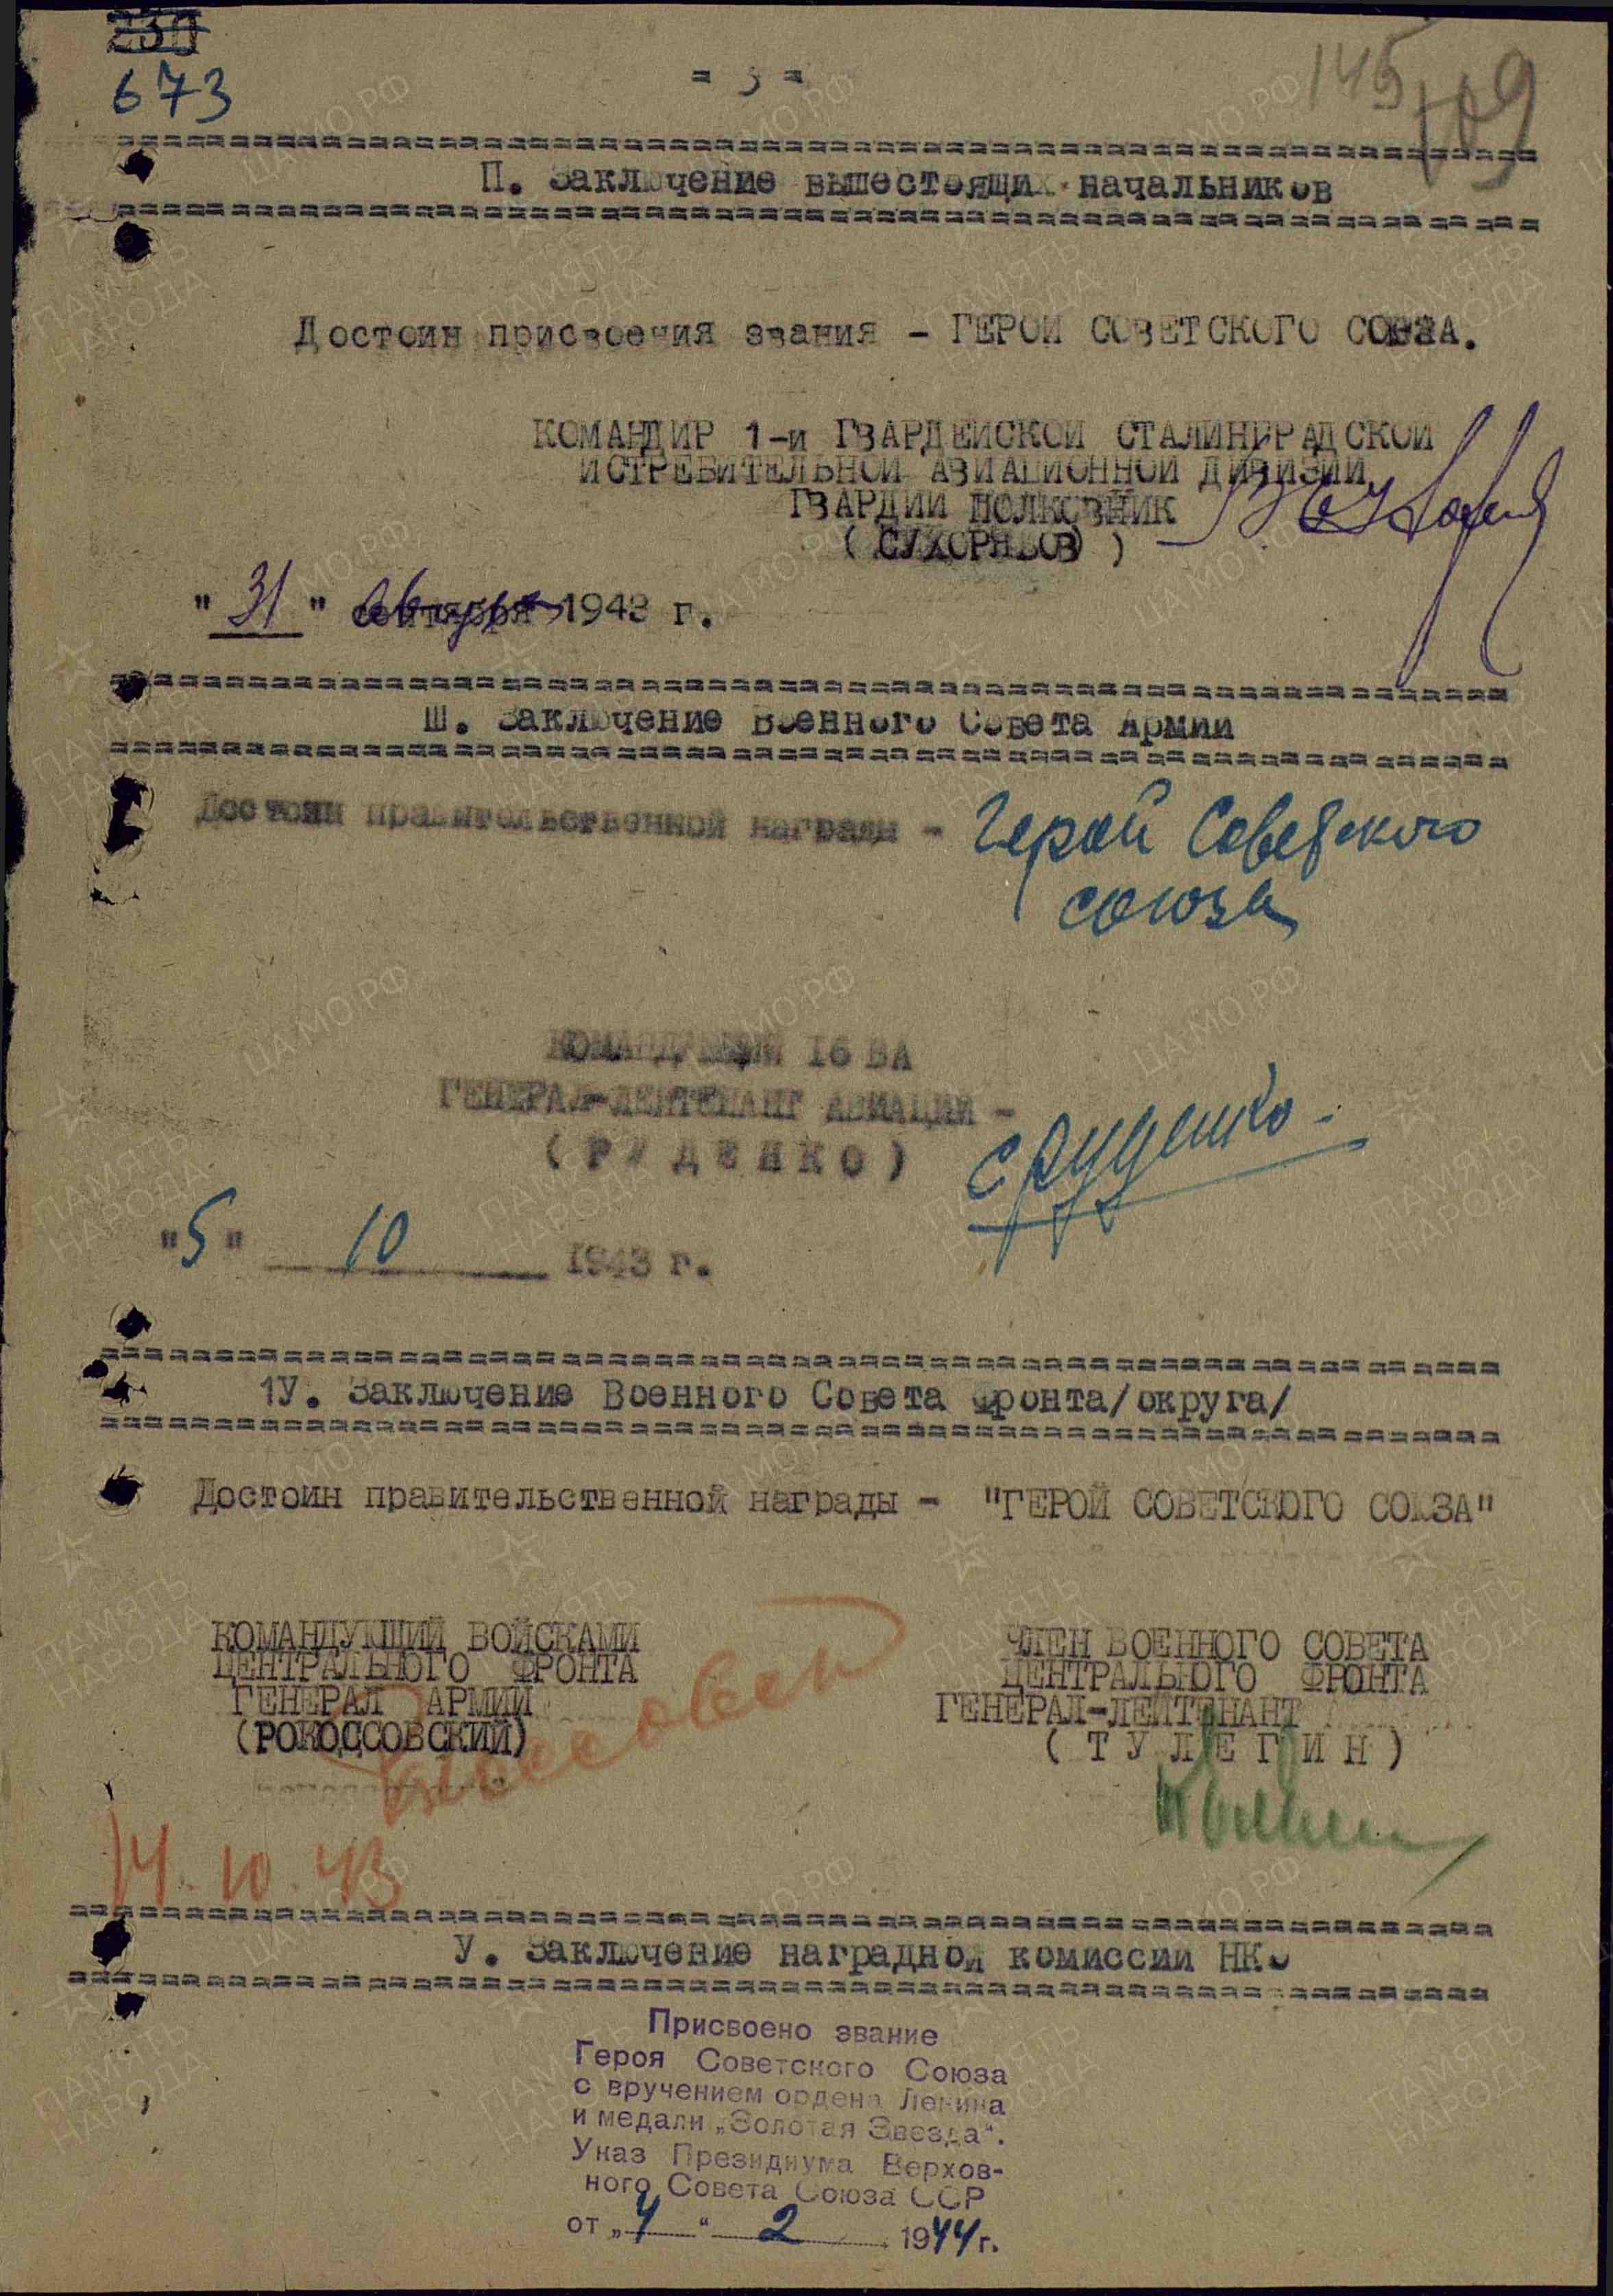 230
673
- 3 -
145
109
П. Заключение вышестоящих начальников
Достоин присвоения звания - ГЕРОЙ СОВЕТСКОГО СОЮЗА.
КОМАНДИР 1-й ГВАРДЕЙСКОЙ СТАЛИНГРАДСКОЙ
ИСТРЕБИТЕЛЬНОЙ АВИАЦИОННОЙ ДИВИЗИИ
ГВАРДИИ ПОЛКОВНИК
(СУХОРЯБОВ)
"31" августа 1943 г.
Ш. Заключение Военного Совета Армии
Достоин правительственной награды - Герой Советского
союза
КОМАНДУЮЩИЙ 16 ВА
ГЕНЕРАЛ-ЛЕЙТЕНАНТ АВИАЦИИ -
(РУДЕНКО)
С Руденко
"5" 10 1943 г.
1У. Заключение Военного Совета Фронта/округа/
Достоин правительственной награды - "ГЕРОЙ СОВЕТСКОГО СОЮЗА"
КОМАНДУЮЩИЙ ВОЙСКАМИ
ЦЕНТРАЛЬНОГО ФРОНТА
ГЕНЕРАЛ АРМИИ
(РОКОССОВСКИЙ)
ЧЛЕН ВОЕННОГО СОВЕТА
ЦЕНТРАЛЬНОГО ФРОНТА
ГЕНЕРАЛ-ЛЕЙТЕНАНТ
(ТЕЛЕГИН)
14.10.43
У. Заключение наградной комиссии НКО
Присвоено звание
Героя Советского Союза
с вручением ордена Ленина
и медали „Золотая Звезда".
Указ Президиума Верхов-
ного Совета Союза ССР
от „4" 2 1944 г.